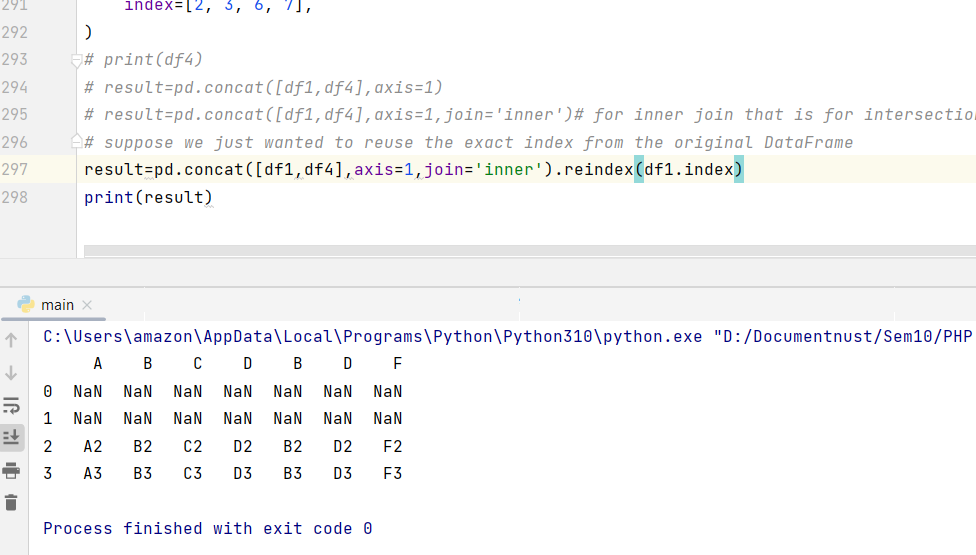 291     index=[2, 3, 6, 7],
292 )
293 # print(df4)
294 # result=pd.concat([df1,df4],axis=1)
295 # result=pd.concat([df1,df4],axis=1,join='inner')# for inner join that is for intersection
296 # suppose we just wanted to reuse the exact index from the original DataFrame
297 result=pd.concat([df1,df4],axis=1,join='inner').reindex(df1.index)
298 print(result)
main
C:\Users\amazon\AppData\Local\Programs\Python\Python310\python.exe "D:/Documentnust/Sem10/PHP
     A    B    C    D    B    D    F
0  NaN  NaN  NaN  NaN  NaN  NaN  NaN
1  NaN  NaN  NaN  NaN  NaN  NaN  NaN
2   A2   B2   C2   D2   B2   D2   F2
3   A3   B3   C3   D3   B3   D3   F3
Process finished with exit code 0